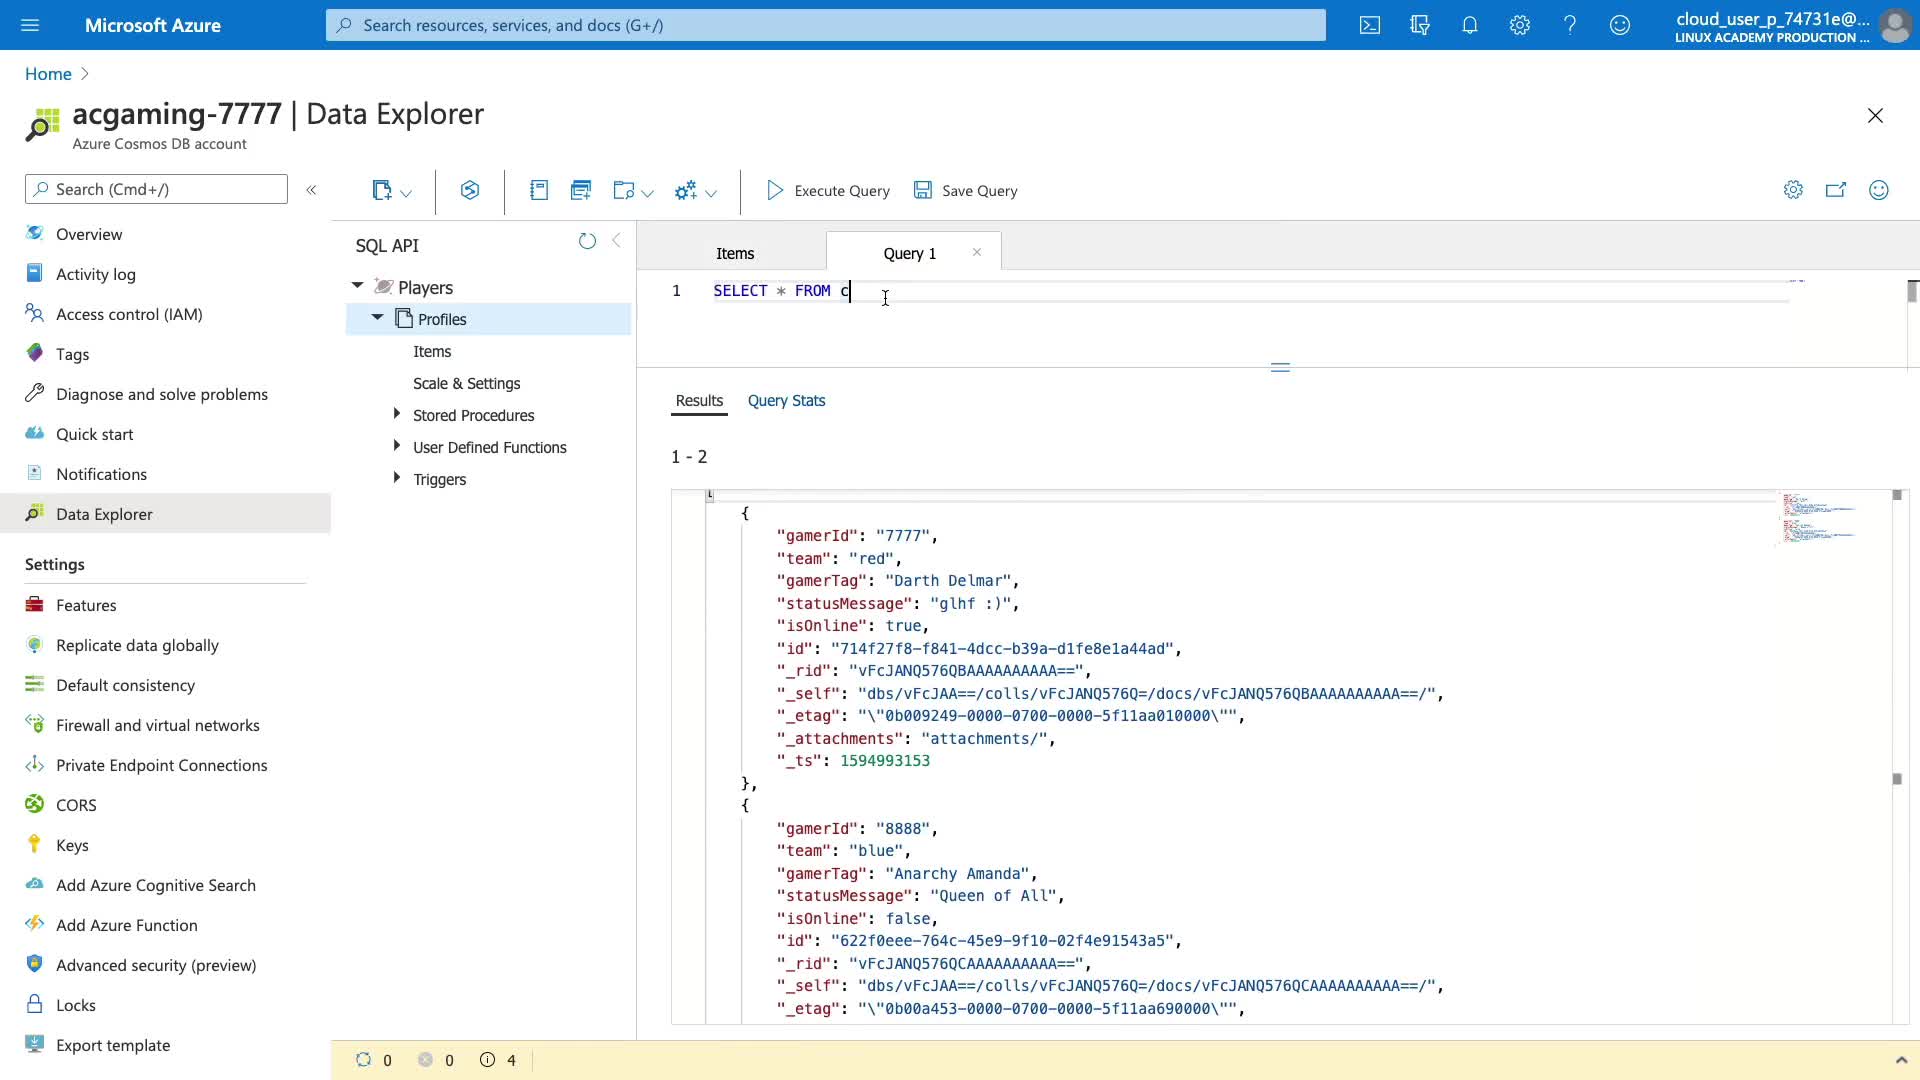 Microsoft Azure
Search resources, services, and docs (G+/)
cloud_user_p_74731e@...
LINUX ACADEMY PRODUCTION ...
Home
acgaming-7777 | Data Explorer
Azure Cosmos DB account
Search (Cmd+/)
Overview
Activity log
Access control (IAM)
Tags
Diagnose and solve problems
Quick start
Notifications
Data Explorer
Settings
Features
Replicate data globally
Default consistency
Firewall and virtual networks
Private Endpoint Connections
CORS
Keys
Add Azure Cognitive Search
Add Azure Function
Advanced security (preview)
Locks
Export template
Execute Query
Save Query
SQL API
Players
Profiles
Items
Scale & Settings
Stored Procedures
User Defined Functions
Triggers
Items
Query 1
1 SELECT * FROM c
Results Query Stats
1 - 2
[
{
"gamerId": "7777",
"team": "red",
"gamerTag": "Darth Delmar",
"statusMessage": "glhf :)",
"isOnline": true,
"id": "714f27f8-f841-4dcc-b39a-d1fe8e1a44ad",
"_rid": "vFcJANQ576QBAAAAAAAAAA==",
"_self": "dbs/vFcJAA==/colls/vFcJANQ576Q=/docs/vFcJANQ576QBAAAAAAAAAA==/",
"_etag": "\"0b009249-0000-0700-0000-5f11aa010000\"",
"_attachments": "attachments/",
"_ts": 1594993153
},
{
"gamerId": "8888",
"team": "blue",
"gamerTag": "Anarchy Amanda",
"statusMessage": "Queen of All",
"isOnline": false,
"id": "622f0eee-764c-45e9-9f10-02f4e91543a5",
"_rid": "vFcJANQ576QCAAAAAAAAAA==",
"_self": "dbs/vFcJAA==/colls/vFcJANQ576Q=/docs/vFcJANQ576QCAAAAAAAAAA==/",
"_etag": "\"0b00a453-0000-0700-0000-5f11aa690000\"",
0 0 4